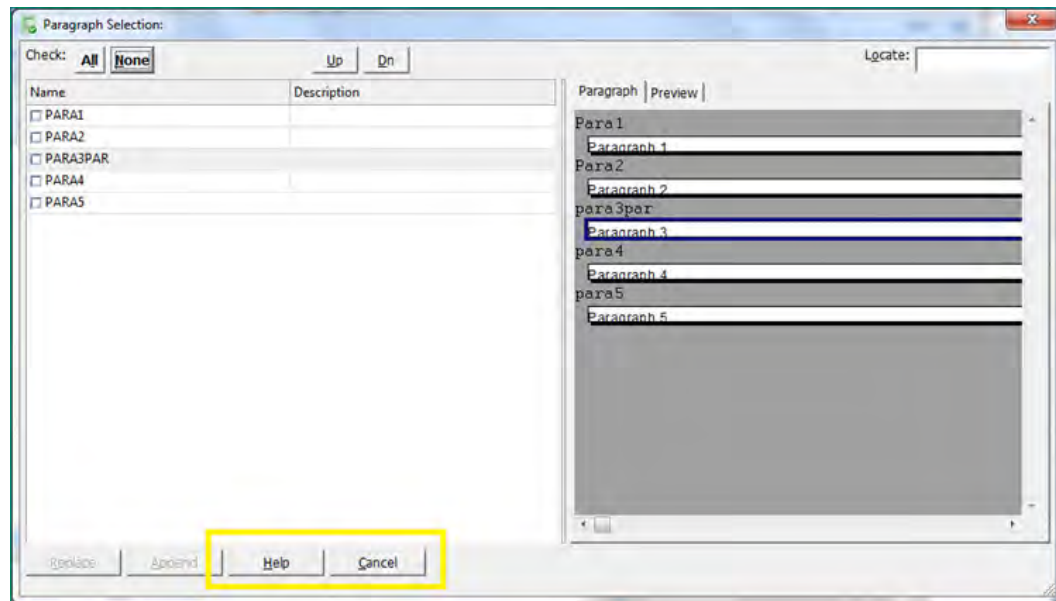 Paragraph Selection:
Check: All None Up Dn Locate:
Name Description
PARA1
PARA2
PARA3PAR
PARA4
PARA5
Paragraph Preview
Para1
Paragraph 1
Para2
Paragraph 2
para3par
Paragraph 3
para4
Paragraph 4
para5
Paragraph 5
Replace Append Help Cancel